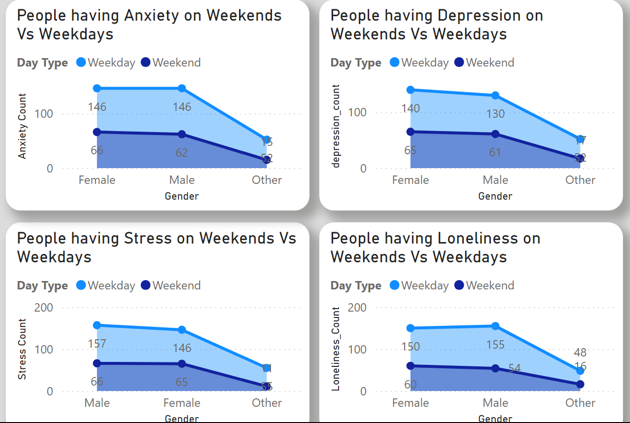 People having Anxiety on Weekends
Vs Weekdays
Day Type Weekday Weekend
Anxiety Count
100
0
146
146
66
62
Female
Male
Other
Gender
People having Depression on
Weekends Vs Weekdays
Day Type Weekday Weekend
depression_count
100
0
140
130
65
61
Female
Male
Other
Gender
People having Stress on Weekends Vs
Weekdays
Day Type Weekday Weekend
Stress Count
200
100
0
157
146
66
65
Male
Female
Other
Gender
People having Loneliness on
Weekends Vs Weekdays
Day Type Weekday Weekend
Loneliness_Count
200
100
0
150
155
48
16
60
54
Female
Male
Other
Gender